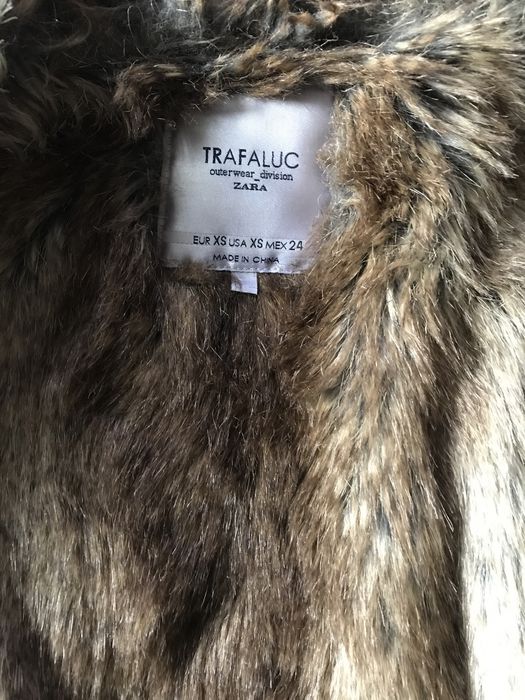 TRAFALUC
outerwear_division
ZARA
EUR XS USA XS MEX 24
MADE IN CHINA